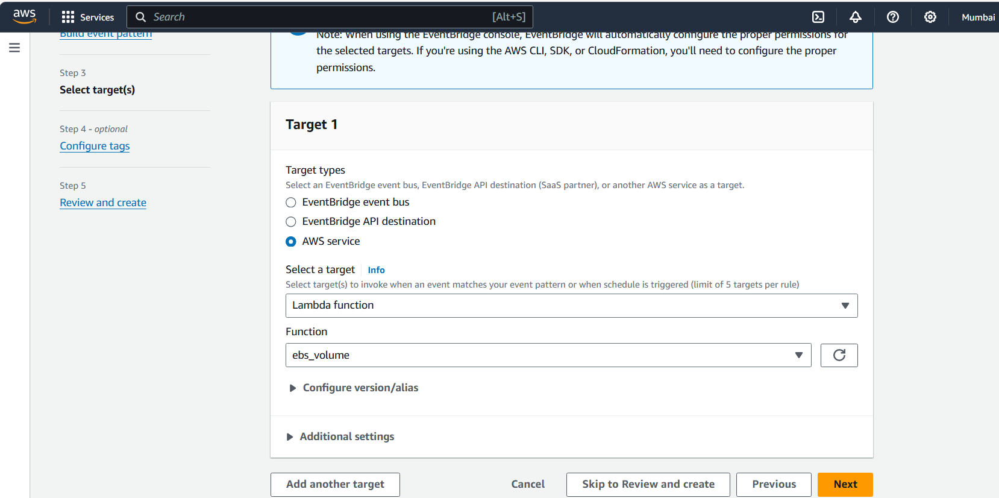 aws
Services
Search
[Alt+S]
Mumbai
Build event pattern
Step 3
Select target(s)
Step 4 - optional
Configure tags
Step 5
Review and create
Note: When using the EventBridge console, EventBridge will automatically configure the proper permissions for
the selected targets. If you're using the AWS CLI, SDK, or CloudFormation, you'll need to configure the proper
permissions.
Target 1
Target types
Select an EventBridge event bus, EventBridge API destination (SaaS partner), or another AWS service as a target.
EventBridge event bus
EventBridge API destination
AWS service
Select a target
Info
Select target(s) to invoke when an event matches your event pattern or when schedule is triggered (limit of 5 targets per rule)
Lambda function
Function
ebs_volume
Configure version/alias
Additional settings
Add another target
Cancel
Skip to Review and create
Previous
Next